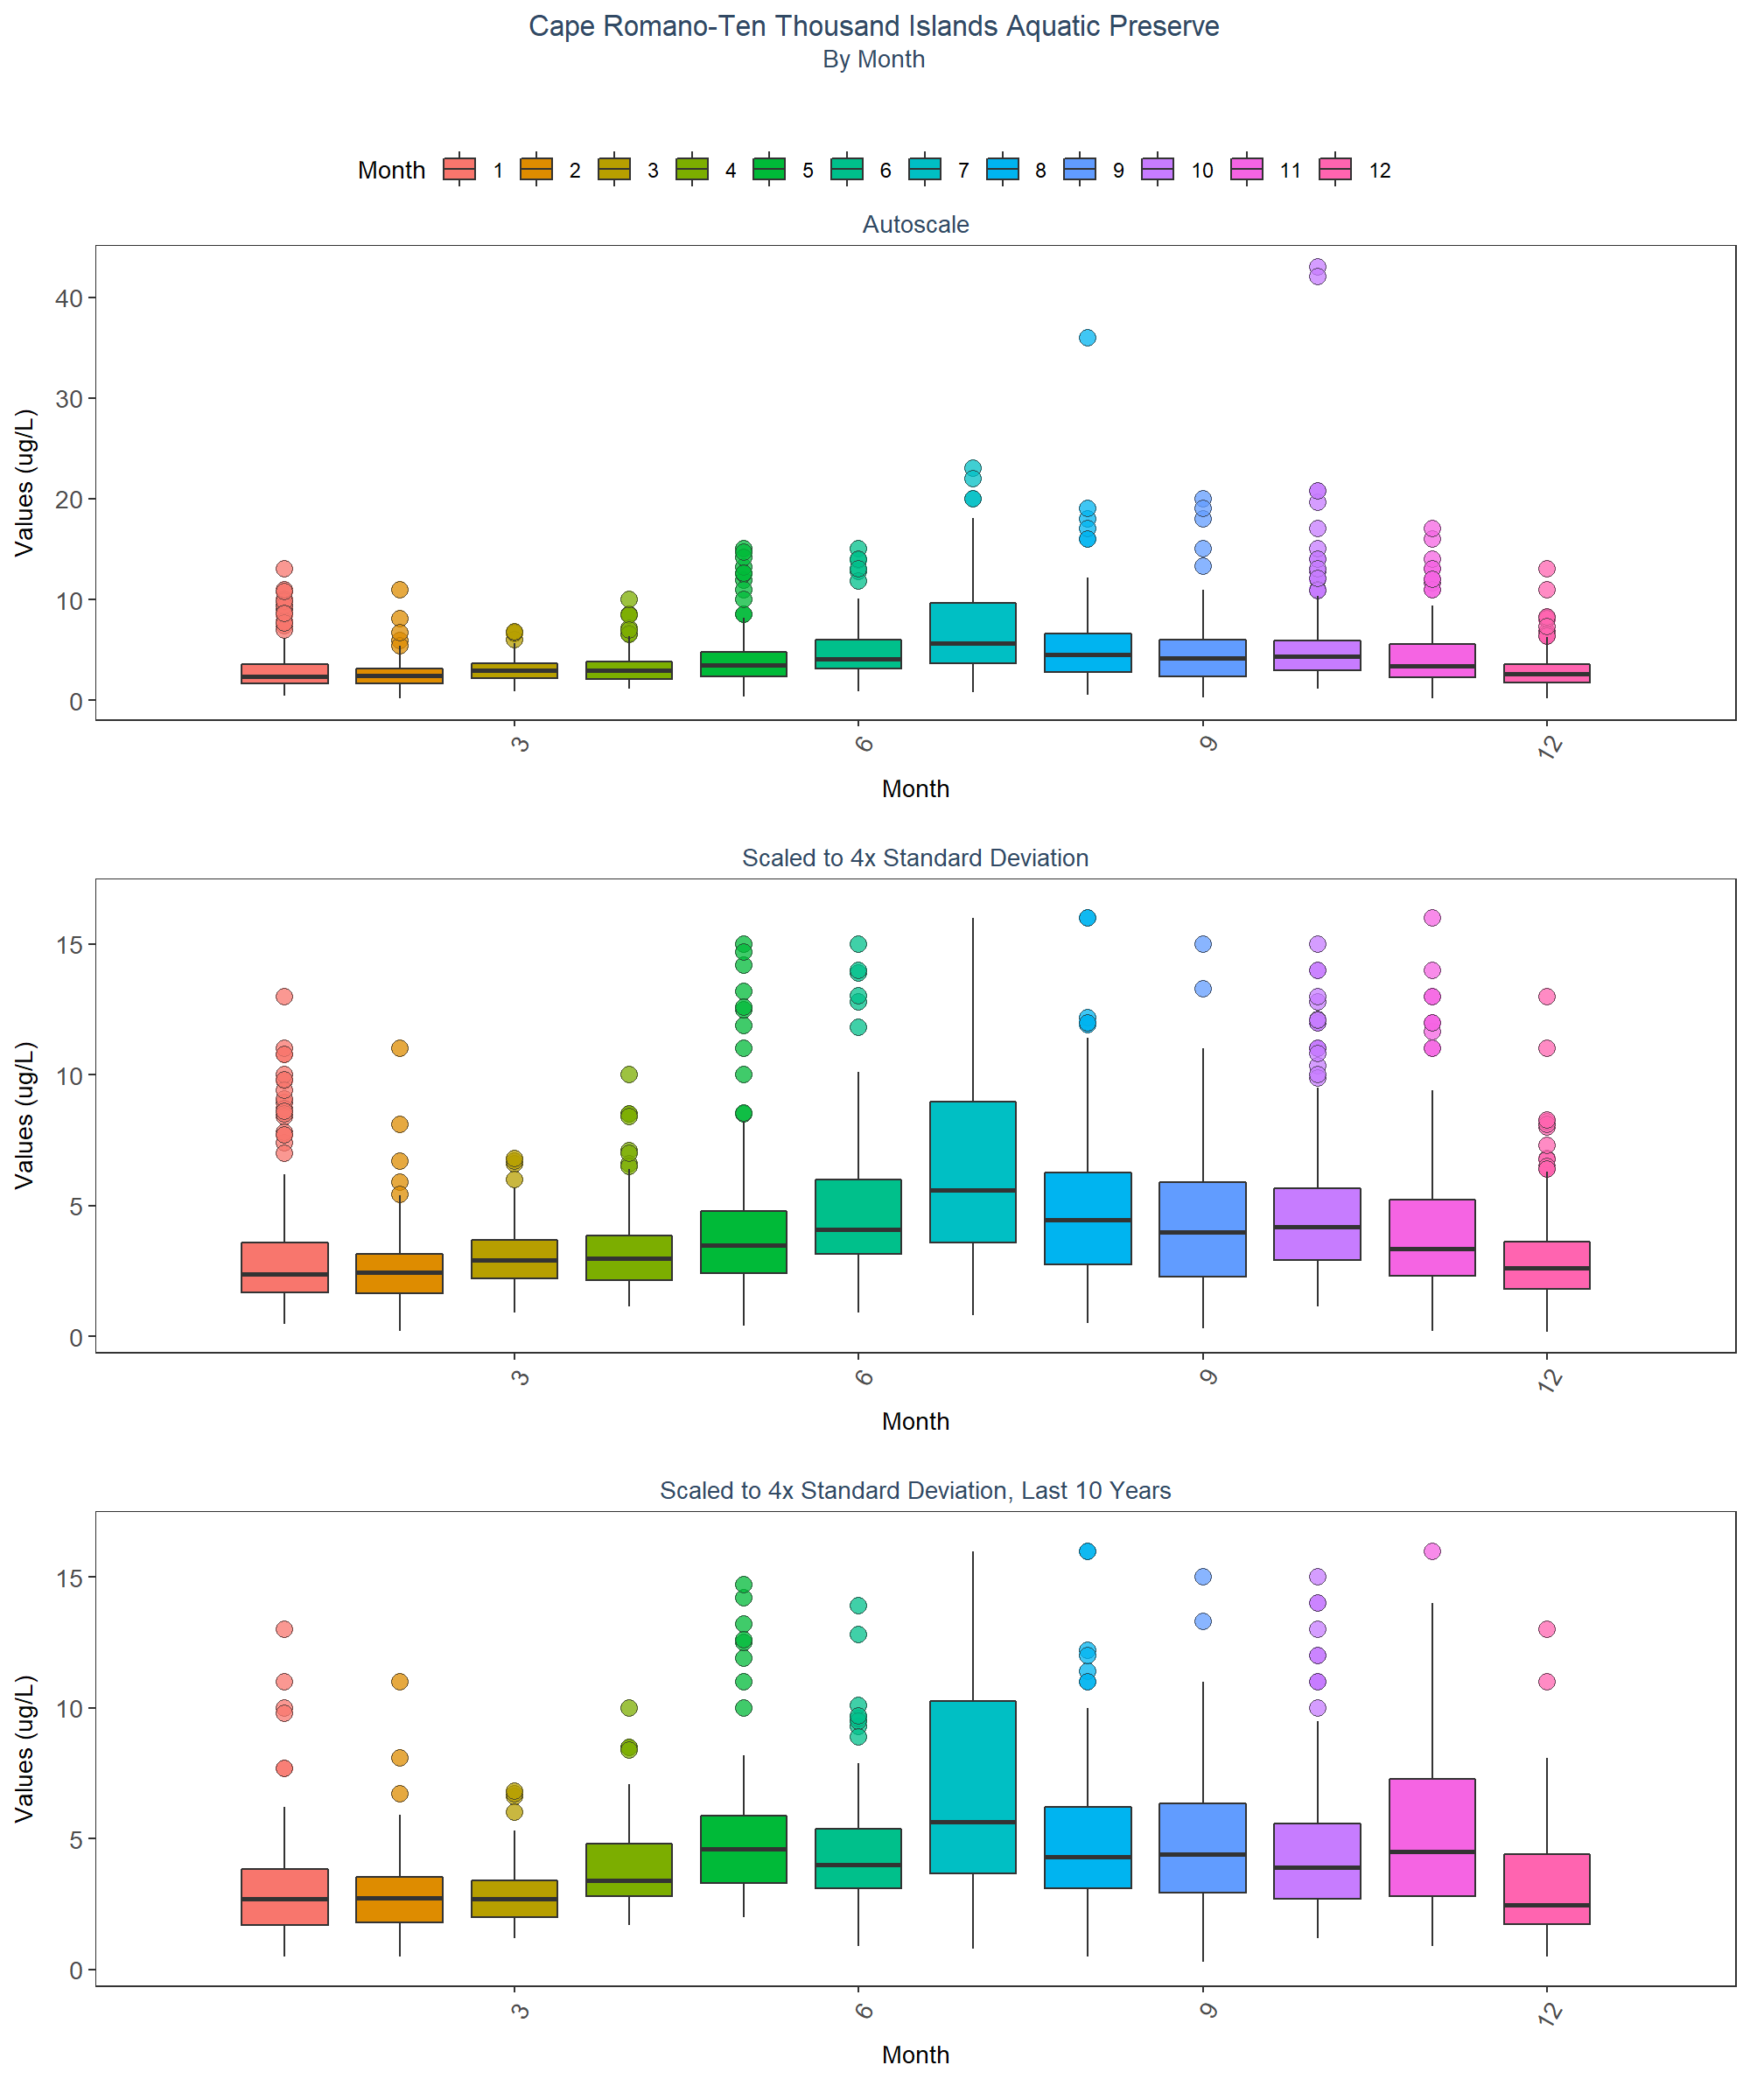 Cape Romano-Ten Thousand Islands Aquatic Preserve
By Month
Month 1 2 3 4 5 6 7 8 9 10 11 12
Autoscale
Values (ug/L)
40
30
20
10
0
3 6 9 12
Month
Scaled to 4x Standard Deviation
Values (ug/L)
15
10
5
0
3 6 9 12
Month
Scaled to 4x Standard Deviation, Last 10 Years
Values (ug/L)
15
10
5
0
3 6 9 12
Month